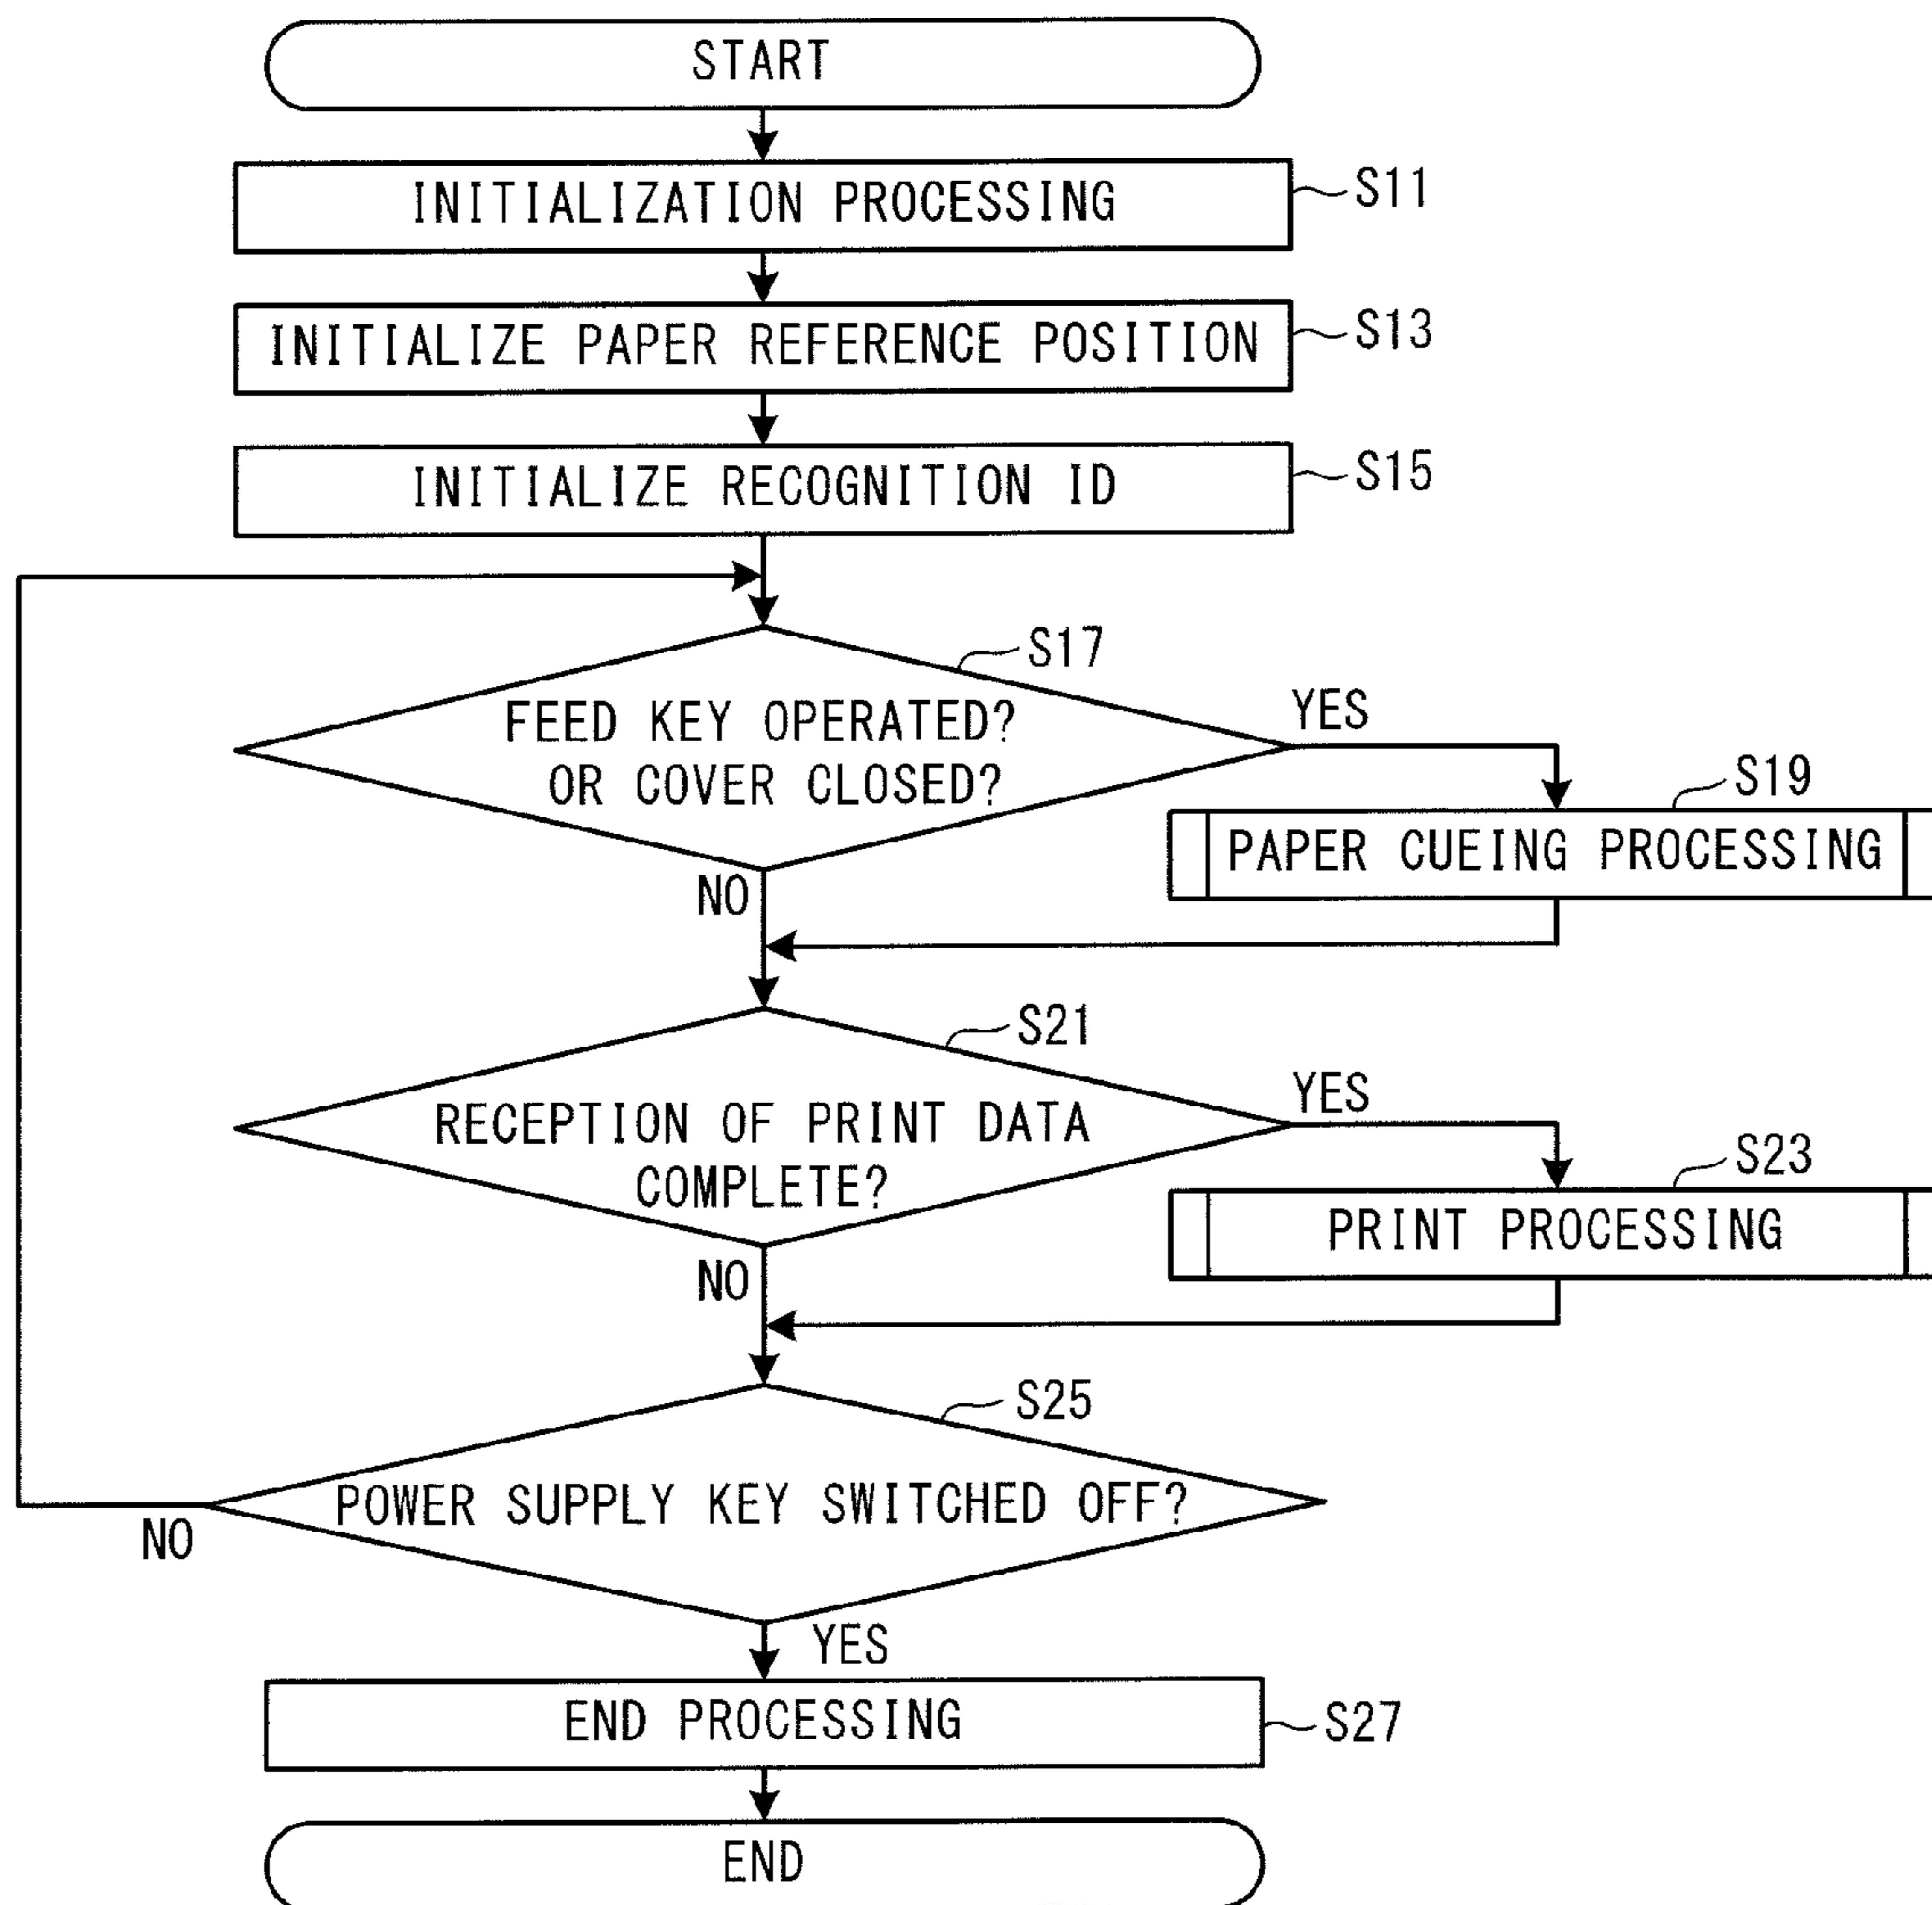 START
INITIALIZATION PROCESSING
S11
INITIALIZE PAPER REFERENCE POSITION
S13
INITIALIZE RECOGNITION ID
S15
S17
FEED KEY OPERATED?
OR COVER CLOSED?
YES
S19
PAPER CUEING PROCESSING
NO
S21
RECEPTION OF PRINT DATA
COMPLETE?
YES
S23
PRINT PROCESSING
NO
S25
POWER SUPPLY KEY SWITCHED OFF?
NO
YES
END PROCESSING
S27
END